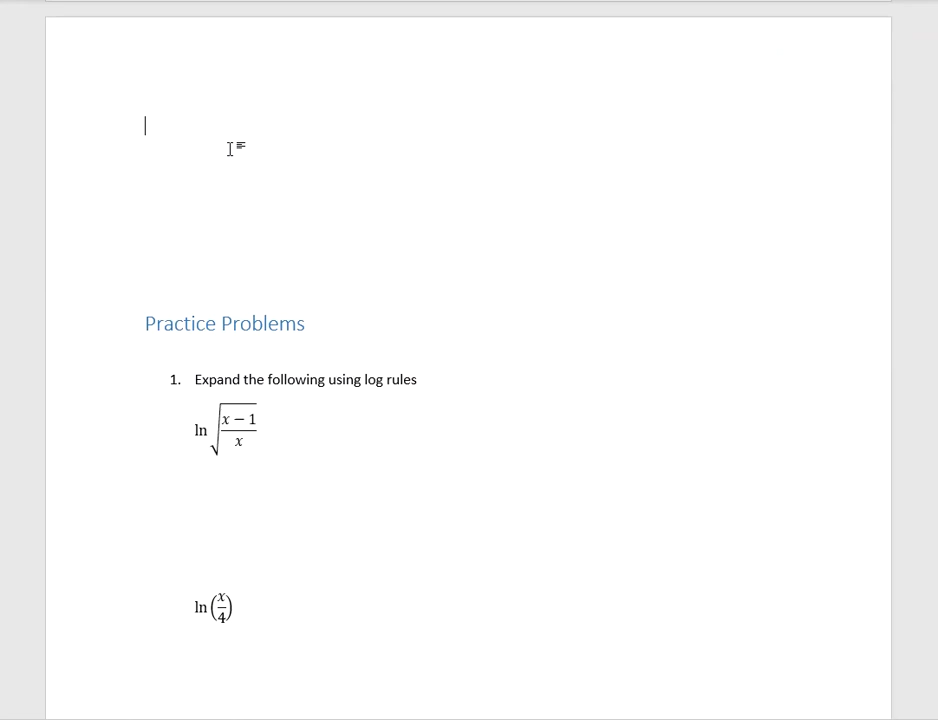 Practice Problems
1. Expand the following using log rules
ln √((x − 1)/x)
ln(x/4)